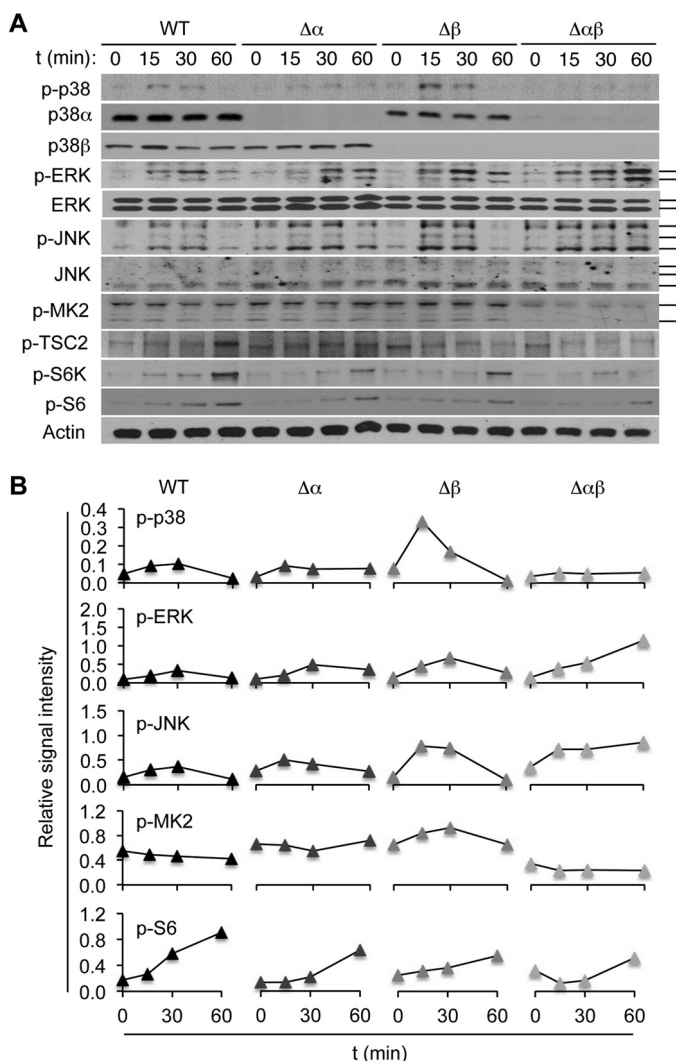 A
WT Δα Δβ Δαβ
t (min): 0 15 30 60 0 15 30 60 0 15 30 60 0 15 30 60
p-p38
p38α
p38β
p-ERK
ERK
p-JNK
JNK
p-MK2
p-TSC2
p-S6K
p-S6
Actin
B
WT Δα Δβ Δαβ
Relative signal intensity
p-p38
0.4
0.3
0.2
0.1
0.0
p-ERK
2.0
1.5
1.0
0.5
0.0
p-JNK
1.5
1.0
0.5
0.0
p-MK2
1.2
0.8
0.4
0.0
p-S6
1.2
0.8
0.4
0.0
0 30 60 0 30 60 0 30 60 0 30 60
t (min)